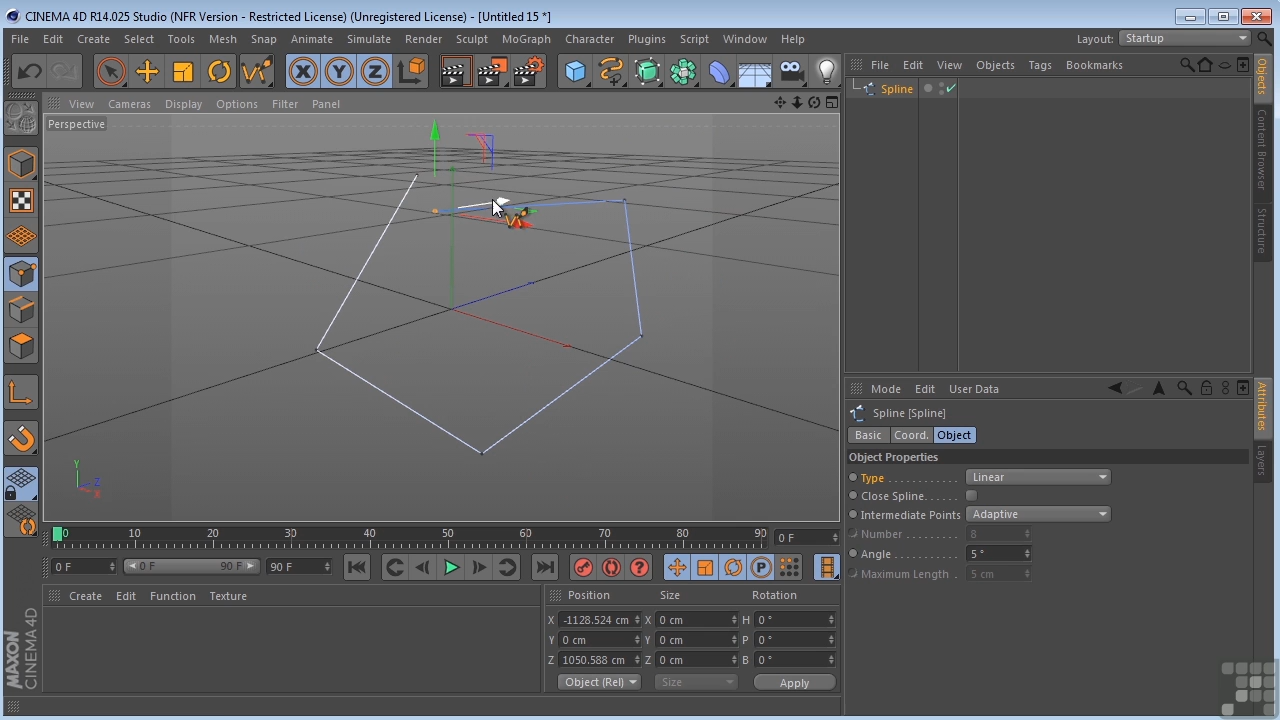 CINEMA 4D R14.025 Studio (NFR Version - Restricted License) (Unregistered License) - [Untitled 15 *]
File Edit Create Select Tools Mesh Snap Animate Simulate Render Sculpt MoGraph Character Plugins Script Window Help Layout: Startup
X Y Z
File Edit View Objects Tags Bookmarks
View Cameras Display Options Filter Panel
Perspective
Spline
Objects
Content Browser
Structure
Y
Z
X
Mode Edit User Data
Spline [Spline]
Basic Coord. Object
Object Properties
Type . . . . . . . . . . . . Linear
Close Spline. . . . . .
Intermediate Points Adaptive
Number . . . . . . . . . 8
Angle . . . . . . . . . . . 5 °
Maximum Length . 5 cm
Attributes
Layers
0 10 20 30 40 50 60 70 80 90 0 F
0 F 0 F 90 F 90 F P
Create Edit Function Texture
Position Size Rotation
X -1128.524 cm X 0 cm H 0 °
Y 0 cm Y 0 cm P 0 °
Z 1050.588 cm Z 0 cm B 0 °
Object (Rel) Size Apply
MAXON
CINEMA 4D